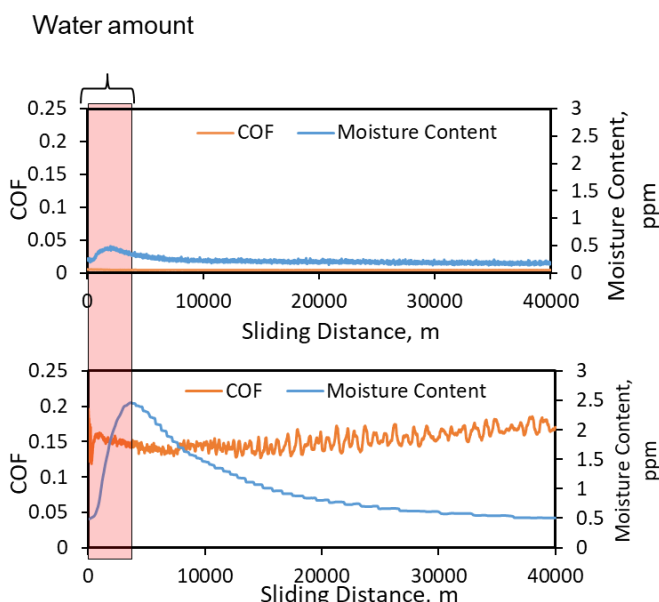 Water amount
0.25
0.2
0.15
0.1
0.05
0
COF
COF
Moisture Content
3
2.5
2
1.5
1
0.5
0
Moisture Content,
ppm
0
10000
20000
30000
40000
Sliding Distance, m
0.25
0.2
0.15
0.1
0.05
0
COF
COF
Moisture Content
3
2.5
2
1.5
1
0.5
0
Moisture Content,
ppm
0
10000
20000
30000
40000
Sliding Distance, m